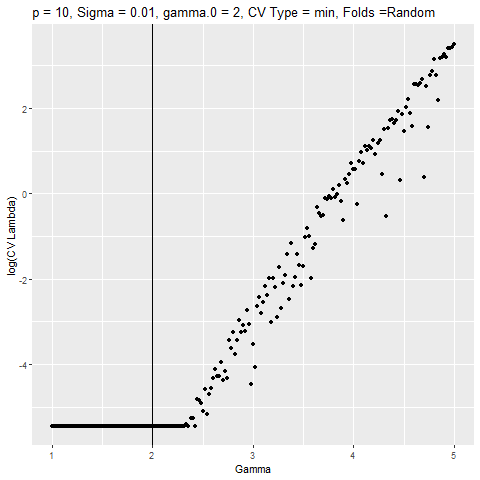 p = 10, Sigma = 0.01, gamma.0 = 2, CV Type = min, Folds =Random
log(CV Lambda)
2
0
-2
-4
1 2 3 4 5
Gamma